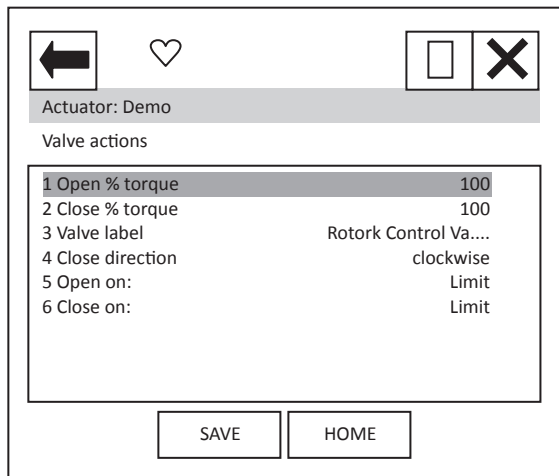 Actuator: Demo
Valve actions
1 Open % torque 100
2 Close % torque 100
3 Valve label Rotork Control Va....
4 Close direction clockwise
5 Open on: Limit
6 Close on: Limit
SAVE HOME